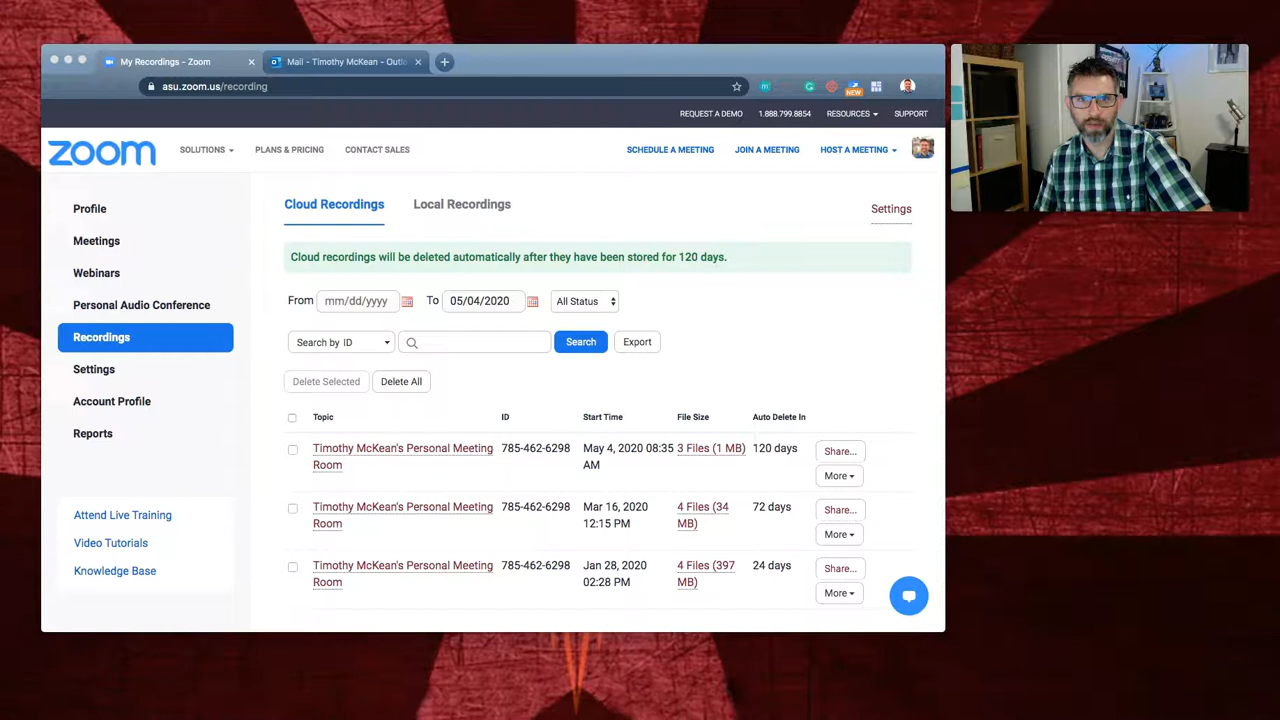 My Recordings - Zoom
Mail - Timothy McKean - Outlo
asu.zoom.us/recording
NEW
REQUEST A DEMO 1.888.799.8854 RESOURCES SUPPORT
zoom SOLUTIONS PLANS & PRICING CONTACT SALES SCHEDULE A MEETING JOIN A MEETING HOST A MEETING
Profile
Meetings
Webinars
Personal Audio Conference
Recordings
Settings
Account Profile
Reports
Attend Live Training
Video Tutorials
Knowledge Base
Cloud Recordings Local Recordings Settings
Cloud recordings will be deleted automatically after they have been stored for 120 days.
From mm/dd/yyyy To 05/04/2020 All Status
Search by ID Search Export
Delete Selected Delete All
Topic ID Start Time File Size Auto Delete In
Timothy McKean's Personal Meeting 785-462-6298 May 4, 2020 08:35 3 Files (1 MB) 120 days Share...
Room AM More
Timothy McKean's Personal Meeting 785-462-6298 Mar 16, 2020 4 Files (34 72 days Share...
Room 12:15 PM MB) More
Timothy McKean's Personal Meeting 785-462-6298 Jan 28, 2020 4 Files (397 24 days Share...
Room 02:28 PM MB) More